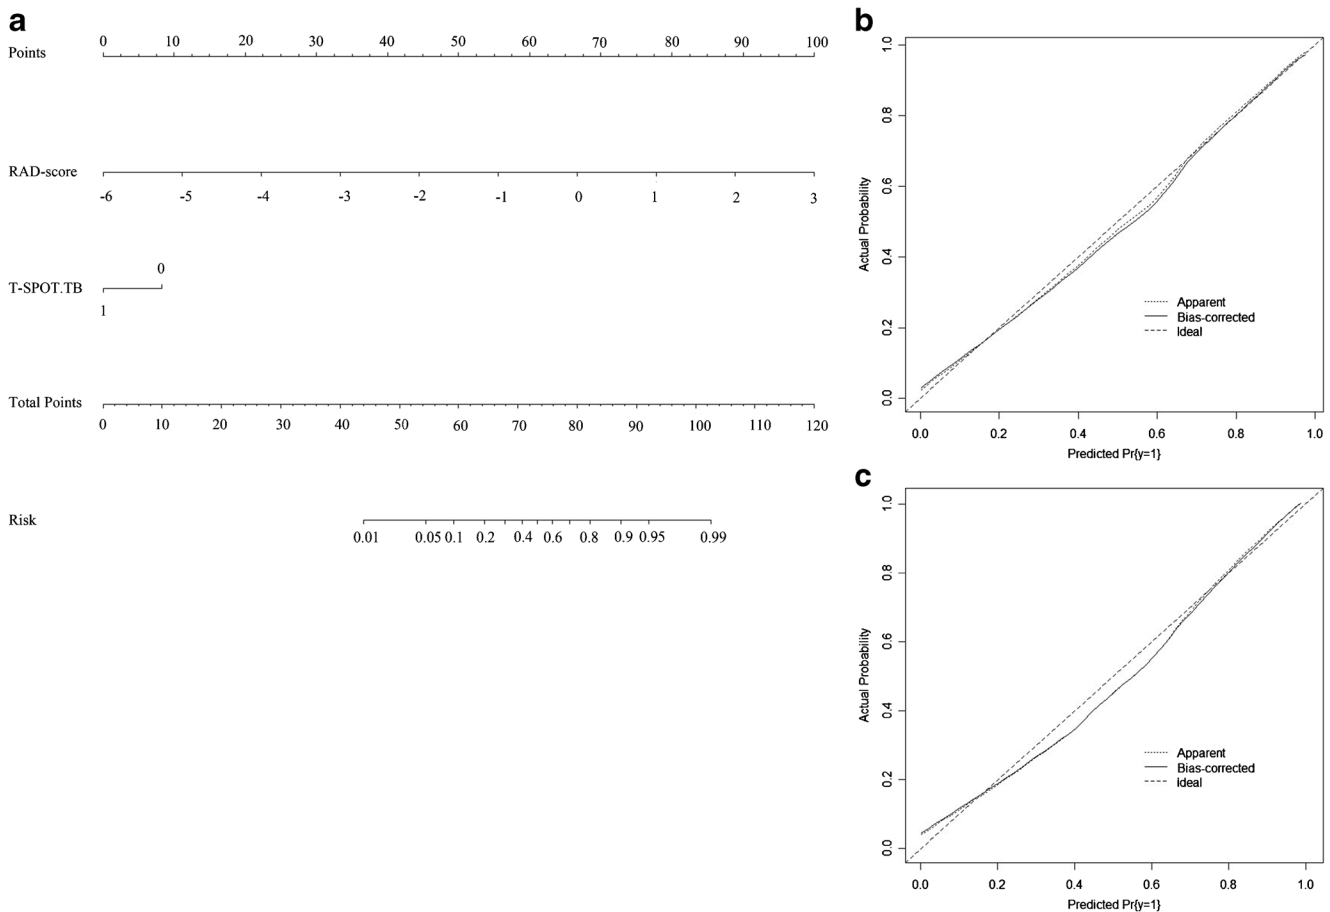 a
0 10 20 30 40 50 60 70 80 90 100
Points
RAD-score
-6 -5 -4 -3 -2 -1 0 1 2 3
0
T-SPOT.TB
1
Total Points
0 10 20 30 40 50 60 70 80 90 100 110 120
Risk
0.01 0.05 0.1 0.2 0.4 0.6 0.8 0.9 0.95 0.99
b
1.0
0.8
0.6
0.4
0.2
0.0
Actual Probability
Apparent
Bias-corrected
Ideal
0.0 0.2 0.4 0.6 0.8 1.0
Predicted Pr{y=1}
c
1.0
0.8
0.6
0.4
0.2
0.0
Actual Probability
Apparent
Bias-corrected
Ideal
0.0 0.2 0.4 0.6 0.8 1.0
Predicted Pr{y=1}